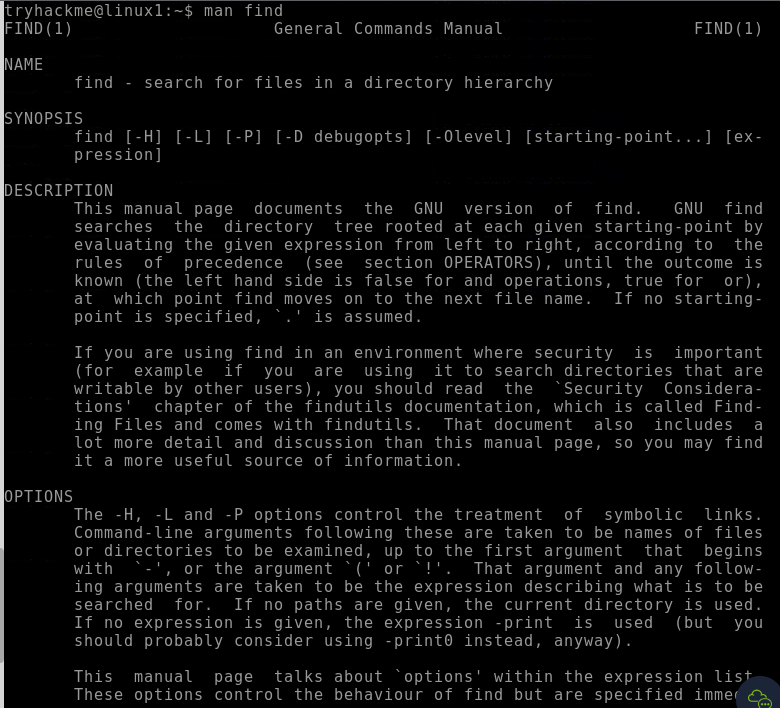 tryhackme@linux1:~$ man find
FIND(1)                    General Commands Manual                   FIND(1)
NAME
       find - search for files in a directory hierarchy
SYNOPSIS
       find [-H] [-L] [-P] [-D debugopts] [-Olevel] [starting-point...] [ex-
       pression]
DESCRIPTION
       This manual page  documents  the  GNU  version  of  find.   GNU  find
       searches  the  directory  tree rooted at each given starting-point by
       evaluating the given expression from left to right, according to  the
       rules  of  precedence  (see  section OPERATORS), until the outcome is
       known (the left hand side is false for and operations, true for  or),
       at  which point find moves on to the next file name.  If no starting-
       point is specified, `.' is assumed.
       If you are using find in an environment where security  is  important
       (for  example  if  you  are  using  it to search directories that are
       writable by other users), you should read  the  `Security  Considera-
       tions'  chapter of the findutils documentation, which is called Find-
       ing Files and comes with findutils.  That document  also  includes  a
       lot more detail and discussion than this manual page, so you may find
       it a more useful source of information.
OPTIONS
       The -H, -L and -P options control the treatment  of  symbolic  links.
       Command-line arguments following these are taken to be names of files
       or directories to be examined, up to the first argument  that  begins
       with  `-', or the argument `(' or `!'.  That argument and any follow-
       ing arguments are taken to be the expression describing what is to be
       searched  for.  If no paths are given, the current directory is used.
       If no expression is given, the expression -print  is  used  (but  you
       should probably consider using -print0 instead, anyway).
       This  manual  page  talks about `options' within the expression list.
       These options control the behaviour of find but are specified